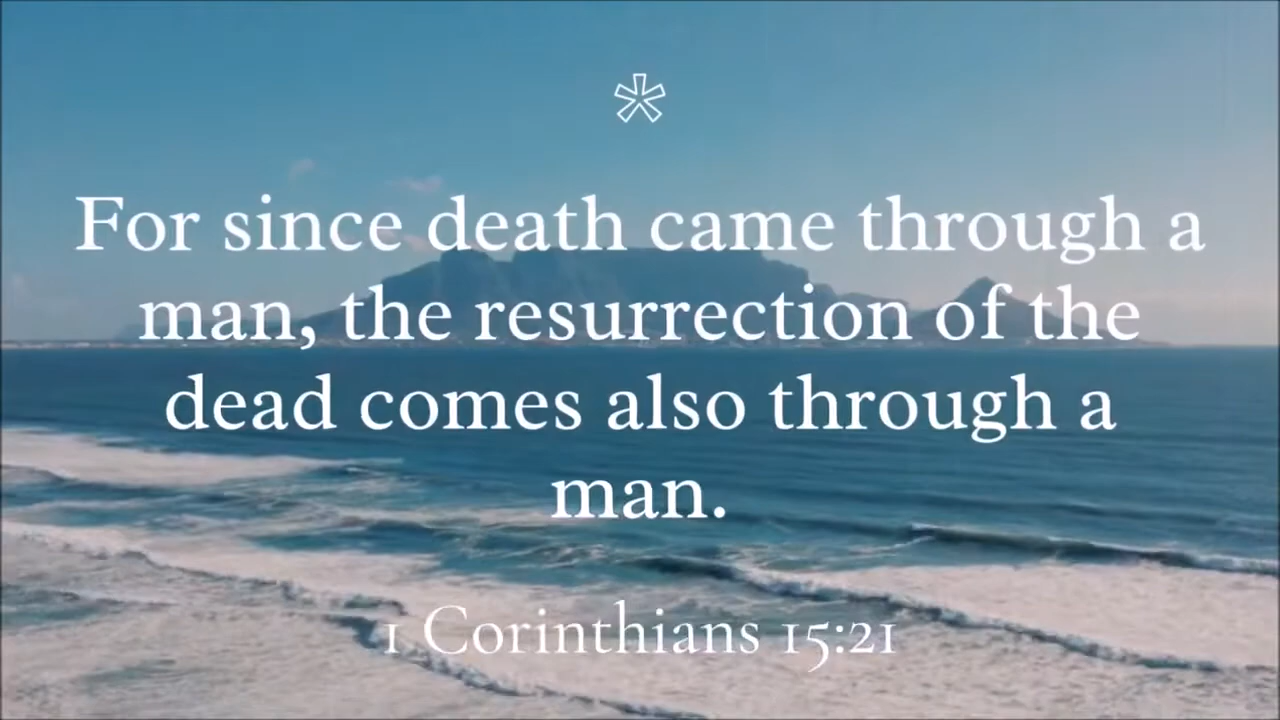 For since death came through a
man, the resurrection of the
dead comes also through a
man.
1 Corinthians 15:21